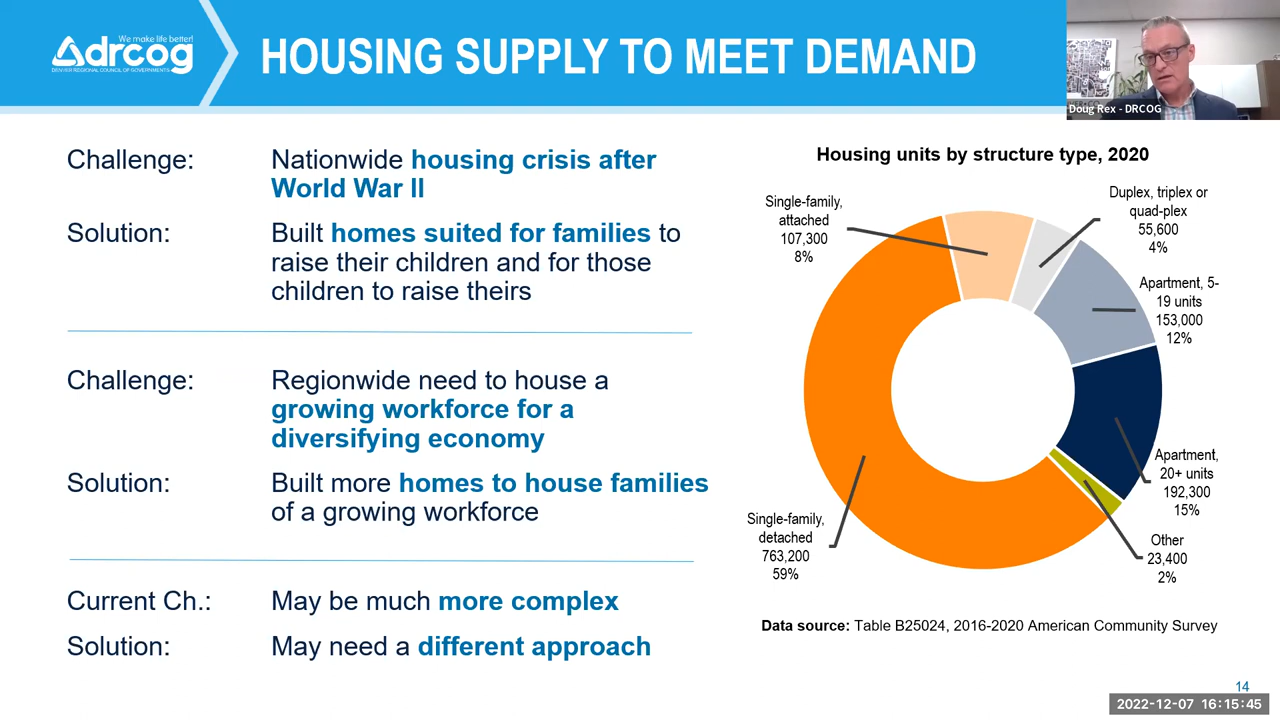 We make life better!
drcog
DENVER REGIONAL COUNCIL OF GOVERNMENTS
HOUSING SUPPLY TO MEET DEMAND
Doug Rex - DRCOG
Challenge:
Nationwide housing crisis after
World War II
Solution:
Built homes suited for families to
raise their children and for those
children to raise theirs
Challenge:
Regionwide need to house a
growing workforce for a
diversifying economy
Solution:
Built more homes to house families
of a growing workforce
Current Ch.:
May be much more complex
Solution:
May need a different approach
Housing units by structure type, 2020
Single-family,
attached
107,300
8%
Duplex, triplex or
quad-plex
55,600
4%
Apartment, 5-
19 units
153,000
12%
Apartment,
20+ units
192,300
15%
Other
23,400
2%
Single-family,
detached
763,200
59%
Data source: Table B25024, 2016-2020 American Community Survey
14
2022-12-07 16:15:45